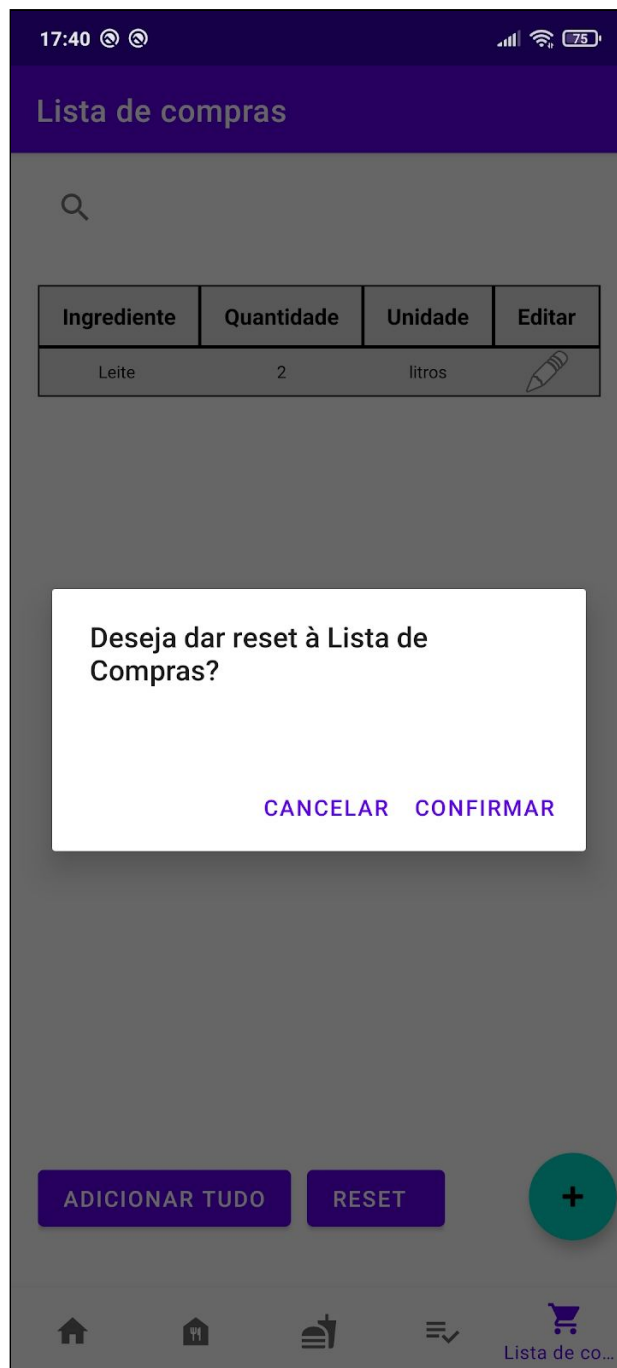 17:40 75
Lista de compras
Ingrediente Quantidade Unidade Editar
Leite 2 litros
Deseja dar reset à Lista de
Compras?
CANCELAR CONFIRMAR
ADICIONAR TUDO RESET +
Lista de co...